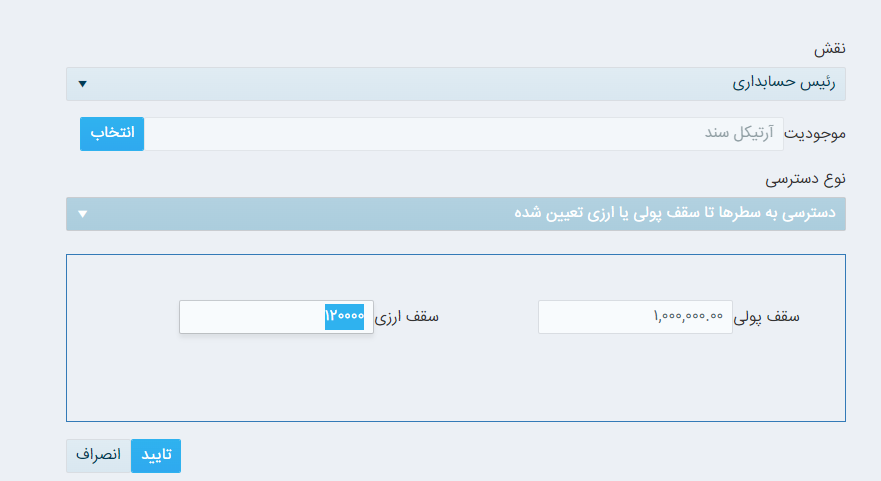 نقش
رئیس حسابداری
موجودیت آرتیکل سند انتخاب
نوع دسترسی
دسترسی به سطرها تا سقف پولی یا ارزی تعیین شده
سقف پولی ۱,۰۰۰,۰۰۰.۰۰ سقف ارزی ۱۲۰۰۰۰
تایید انصراف